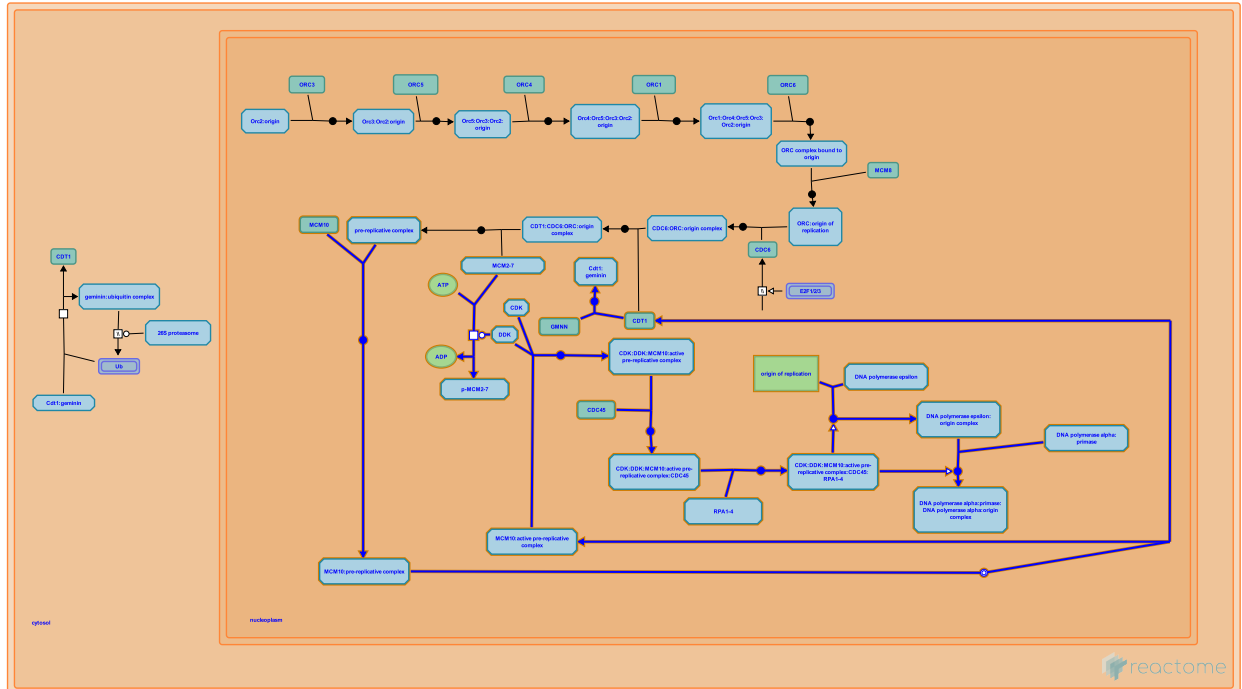 ORC3
ORC5
ORC4
ORC1
ORC6
Orc2:origin
Orc3:Orc2:origin
Orc5:Orc3:Orc2:
origin
Orc4:Orc5:Orc3:Orc2:
origin
Orc1:Orc4:Orc5:Orc3:
Orc2:origin
ORC complex bound to
origin
MCM8
MCM10
pre-replicative complex
CDT1:CDC6:ORC:origin
complex
CDC6:ORC:origin complex
ORC:origin of
replication
CDC6
CDT1
MCM2-7
Cdt1:
geminin
ATP
E2F1/2/3
geminin:ubiquitin complex
CDK
GMNN
CDT1
26S proteasome
DDK
ADP
CDK:DDK:MCM10:active
pre-replicative complex
Ub
p-MCM2-7
origin of replication
DNA polymerase epsilon
Cdt1:geminin
CDC45
DNA polymerase epsilon:
origin complex
DNA polymerase alpha:
primase
CDK:DDK:MCM10:active pre-
replicative complex:CDC45
CDK:DDK:MCM10:active pre-
replicative complex:CDC45:
RPA1-4
RPA1-4
DNA polymerase alpha:primase:
DNA polymerase alpha:origin
complex
MCM10:active pre-replicative
complex
MCM10:pre-replicative complex
cytosol
nucleoplasm
reactome